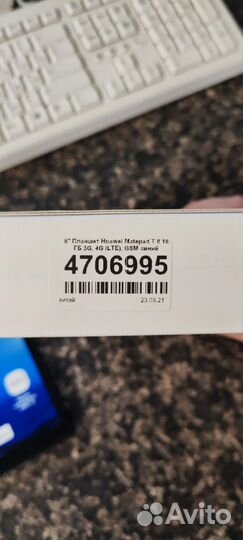 8" Планшет Huawei Matepad T 8 16
ГБ 3G, 4G (LTE), GSM синий
4706995
китай 23.09.21
Avito